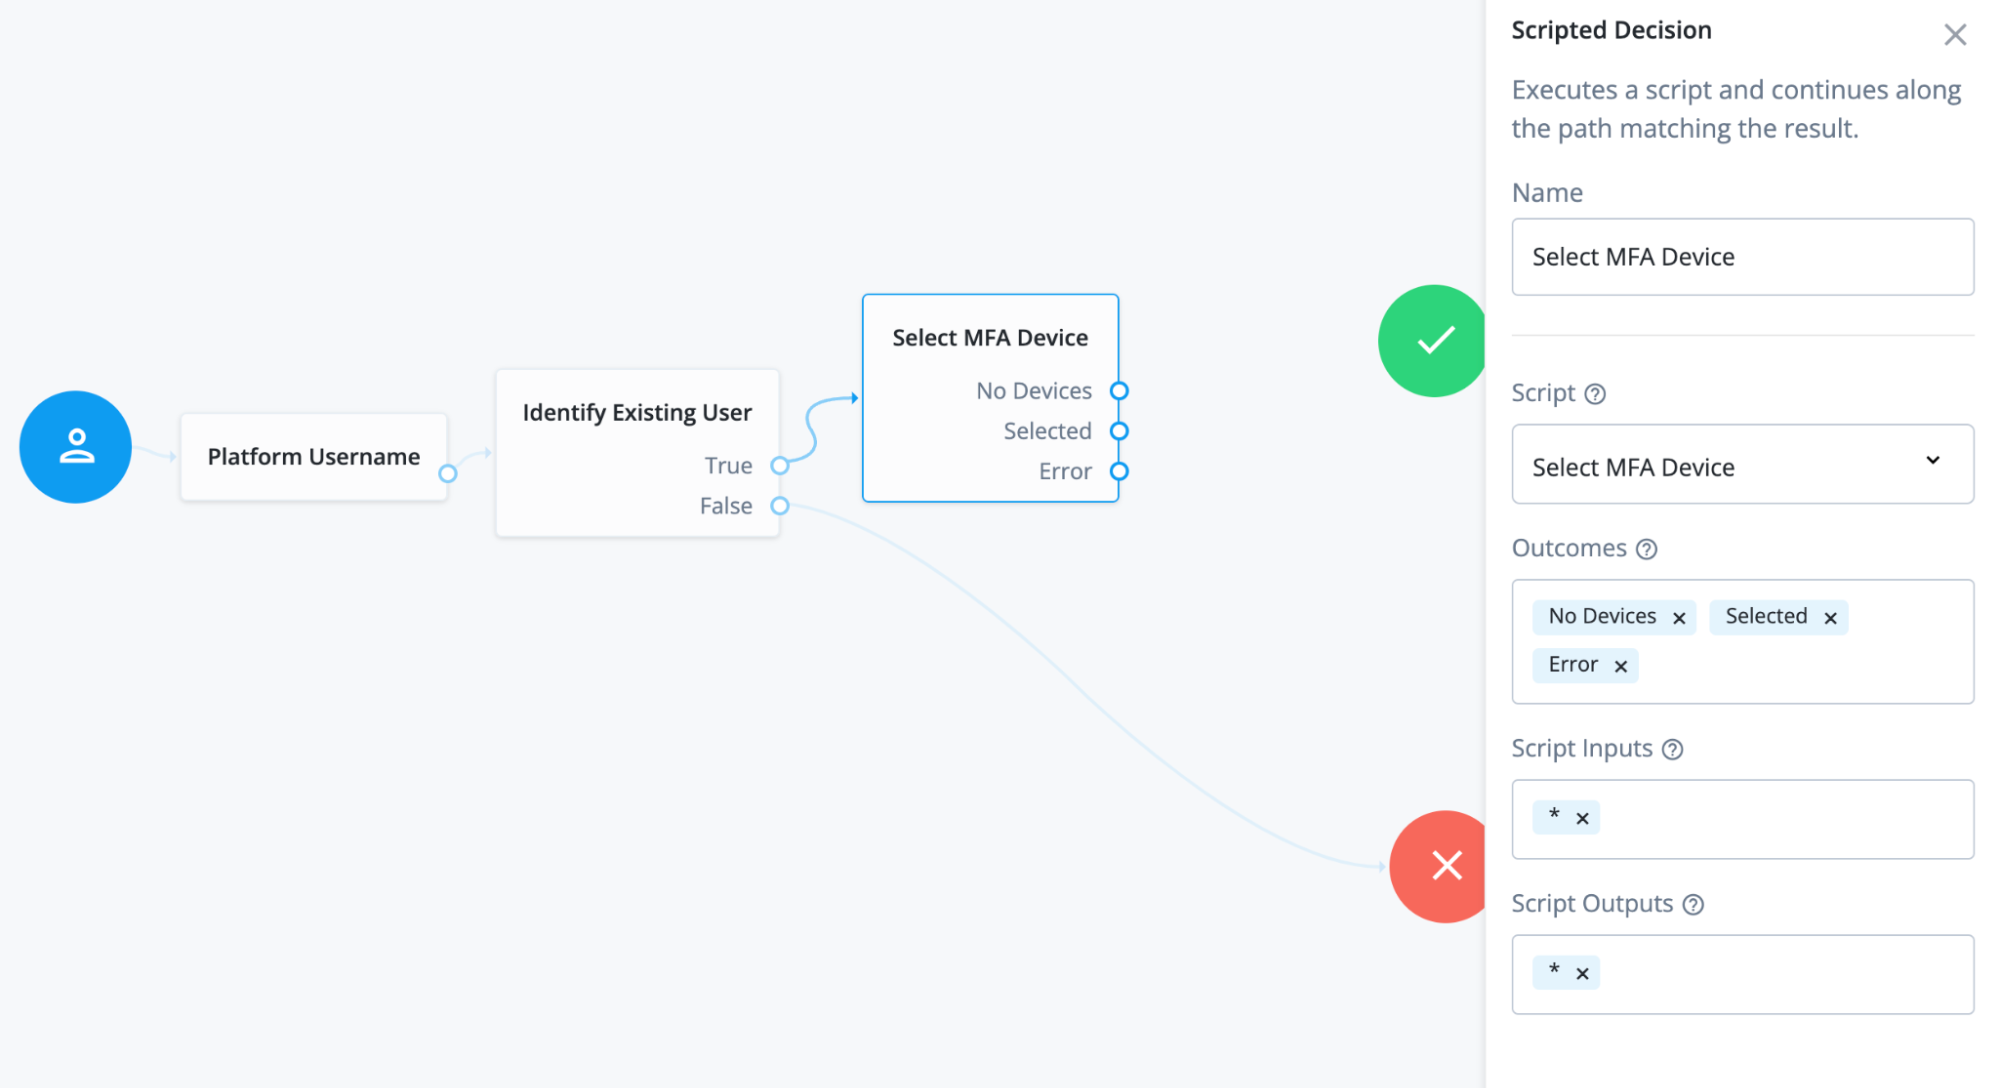 Platform Username
Identify Existing User
True
False
Select MFA Device
No Devices
Selected
Error
Scripted Decision
Executes a script and continues along
the path matching the result.
Name
Select MFA Device
Script
Select MFA Device
Outcomes
No Devices Selected
Error
Script Inputs
*
Script Outputs
*